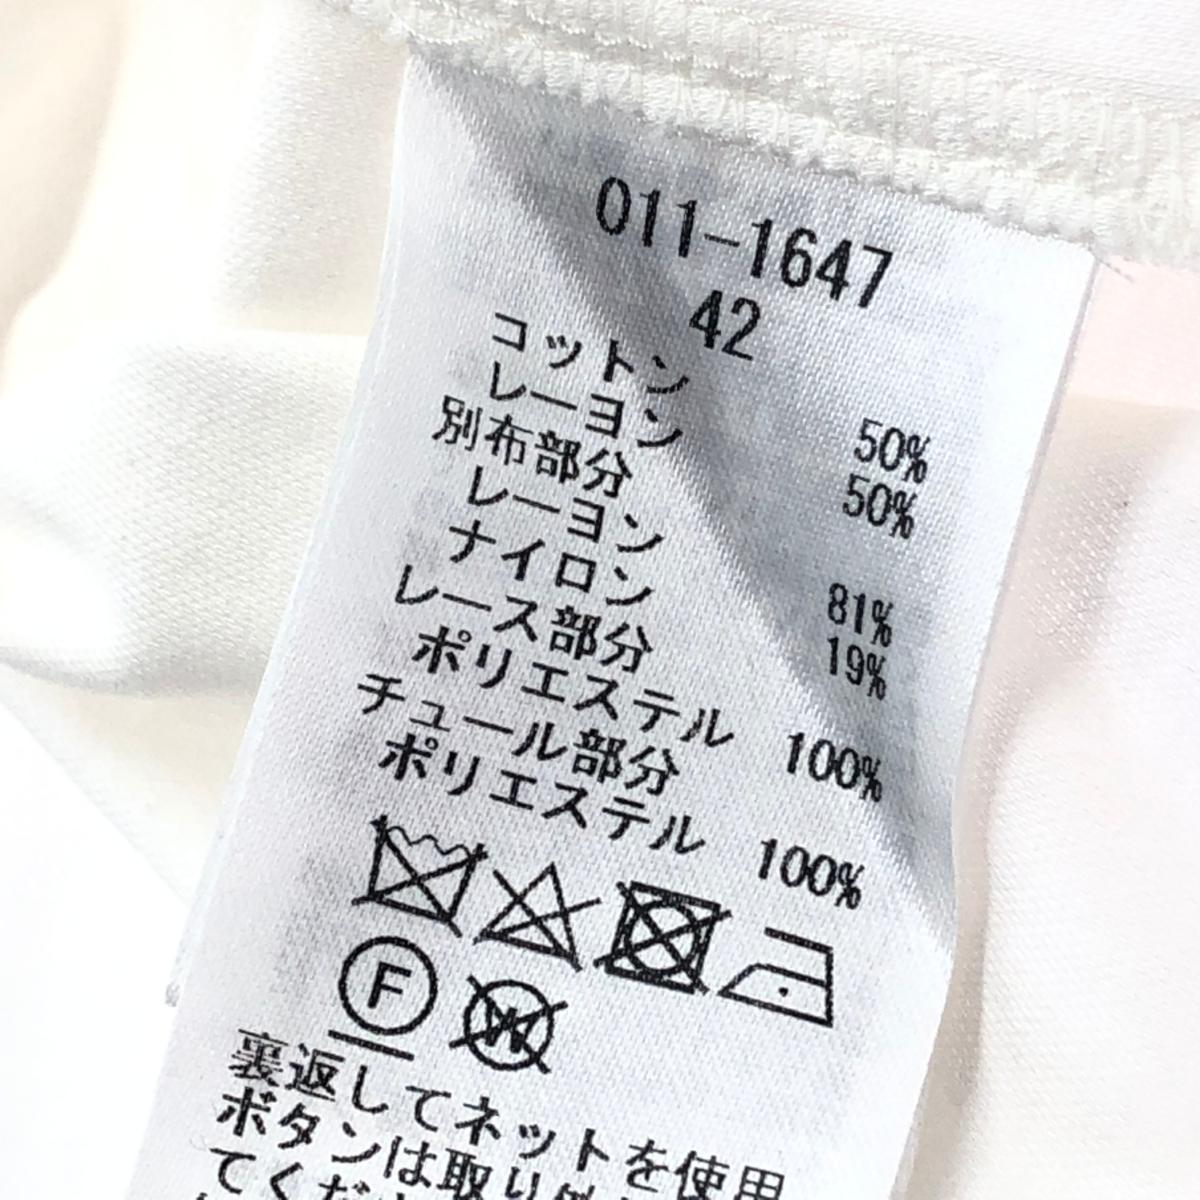 011-1647
42
コットン 50%
レーヨン 50%
別布部分
レーヨン 81%
ナイロン 19%
レース部分
ポリエステル 100%
チュール部分
ポリエステル 100%
F W
裏返してネットを使用
ボタンは取り外
てくださ